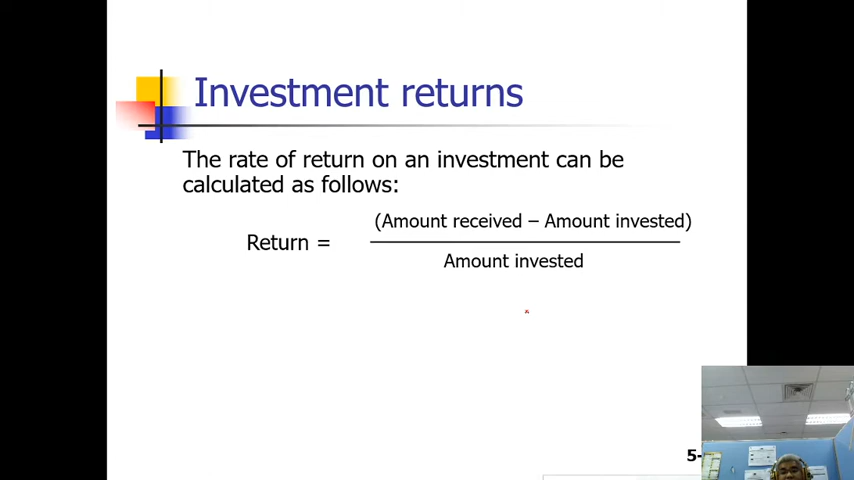 Investment returns
The rate of return on an investment can be
calculated as follows:
(Amount received – Amount invested)
Return =
Amount invested
5-